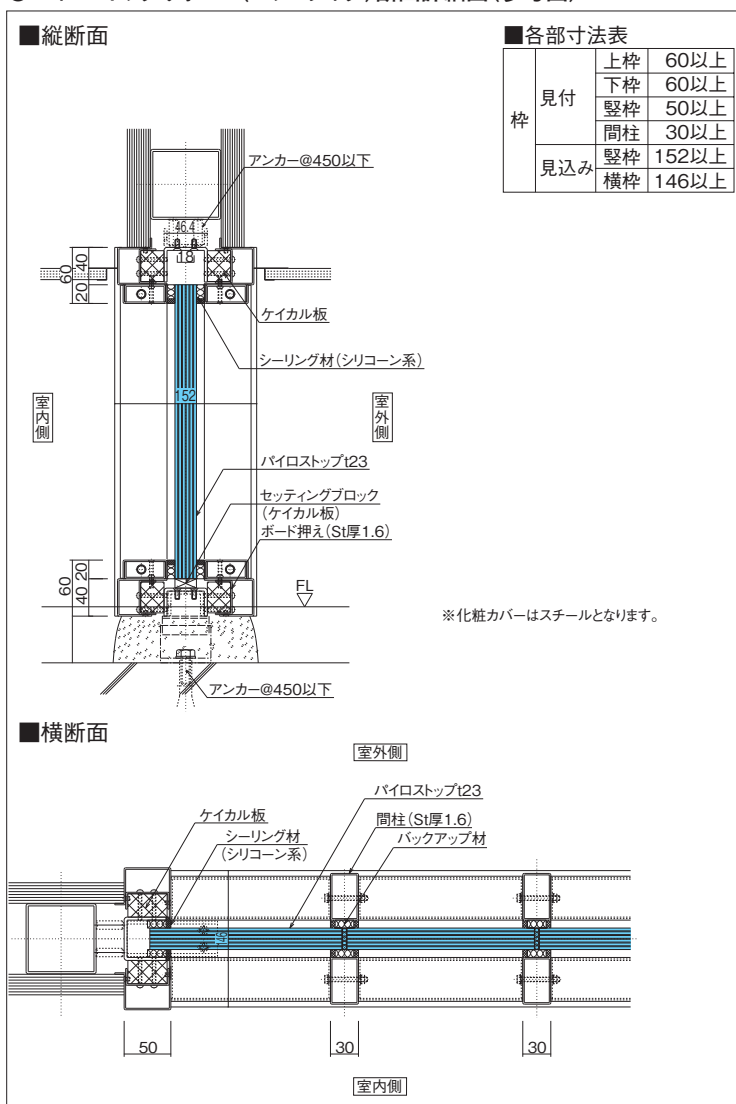 ■縦断面
■各部寸法表
枠 見付 上枠 60以上
下枠 60以上
竪枠 50以上
間柱 30以上
見込み 竪枠 152以上
横枠 146以上
アンカー@450以下
46.4
18
60
40
20
ケイカル板
シーリング材(シリコーン系)
152
室内側
室外側
パイロストップt23
セッティングブロック
(ケイカル板)
ボード押え(St厚1.6)
60
20
40
FL
※化粧カバーはスチールとなります。
アンカー@450以下
■横断面
室外側
パイロストップt23
間柱(St厚1.6)
バックアップ材
ケイカル板
シーリング材
(シリコーン系)
146
50
30
30
室内側